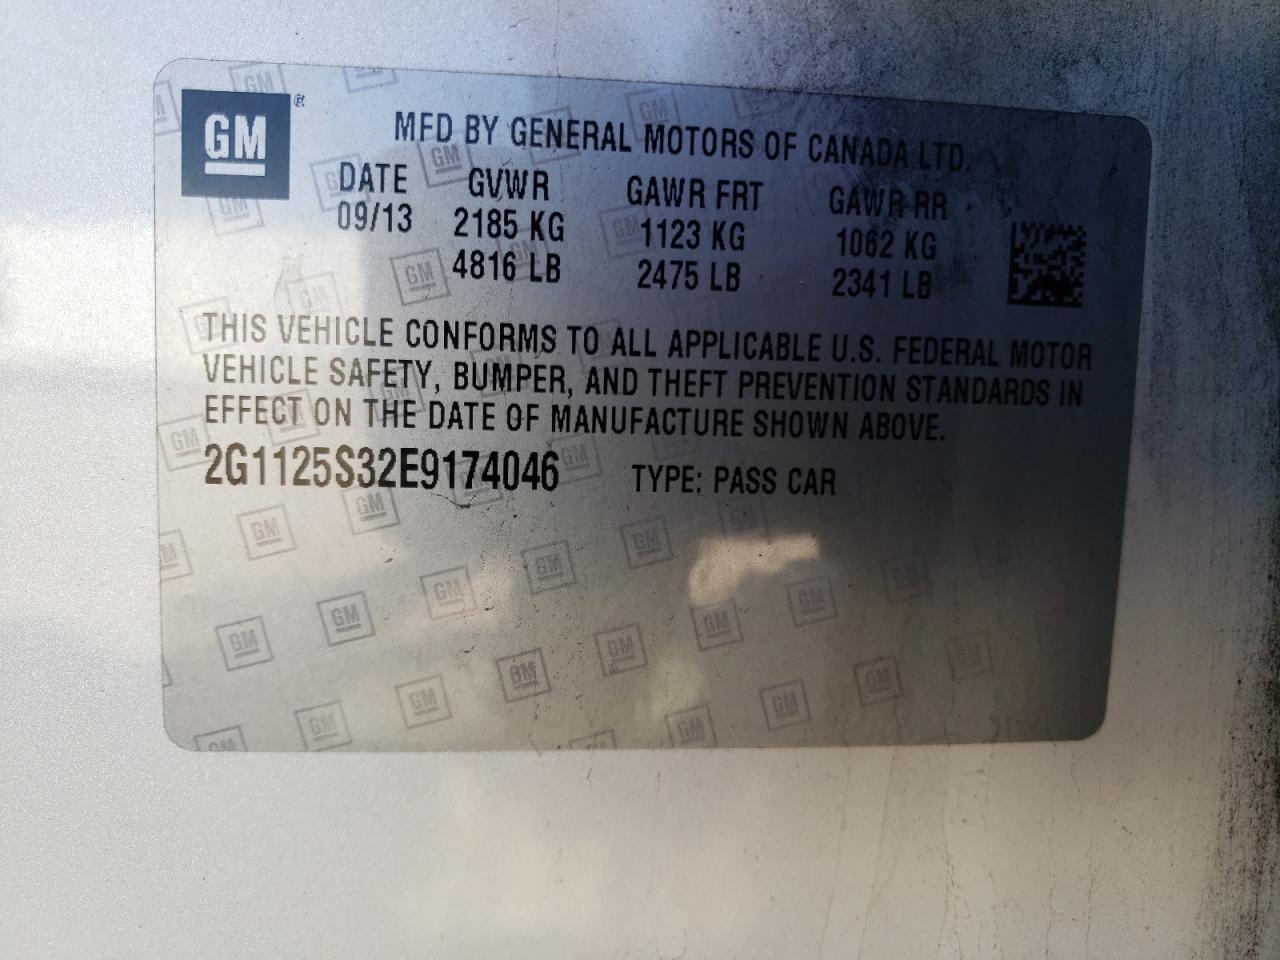 GM ®
MFD BY GENERAL MOTORS OF CANADA LTD.
DATE GVWR GAWR FRT GAWR RR
09/13 2185 KG 1123 KG 1062 KG
4816 LB 2475 LB 2341 LB
THIS VEHICLE CONFORMS TO ALL APPLICABLE U.S. FEDERAL MOTOR
VEHICLE SAFETY, BUMPER, AND THEFT PREVENTION STANDARDS IN
EFFECT ON THE DATE OF MANUFACTURE SHOWN ABOVE.
2G1125S32E9174046 TYPE: PASS CAR